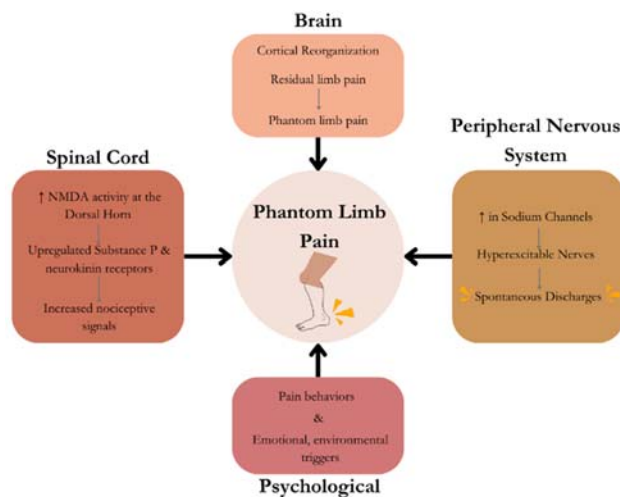 Brain
Cortical Reorganization
Residual limb pain
Phantom limb pain
Spinal Cord
↑ NMDA activity at the
Dorsal Horn
Upregulated Substance P &
neurokinin receptors
Increased nociceptive
signals
Phantom Limb
Pain
Peripheral Nervous
System
↑ in Sodium Channels
Hyperexcitable Nerves
Spontaneous Discharges
Pain behaviors
&
Emotional, environmental
triggers
Psychological